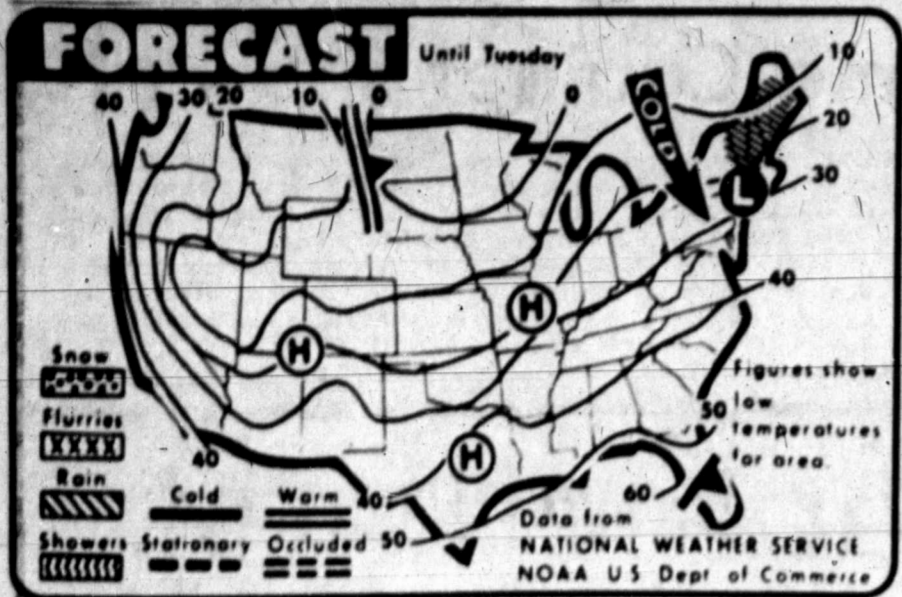 FORECAST
Until Tuesday
40 30 20 10 0 0 10
COLD
20
30
L
40
H
H
Snow
Figures show
low
temperatures
for area.
Flurries
50
H
40
Rain
Cold
Warm
40
60
Data from
Showers
Stationary
Occluded
50
NATIONAL WEATHER SERVICE
NOAA U S Dept of Commerce